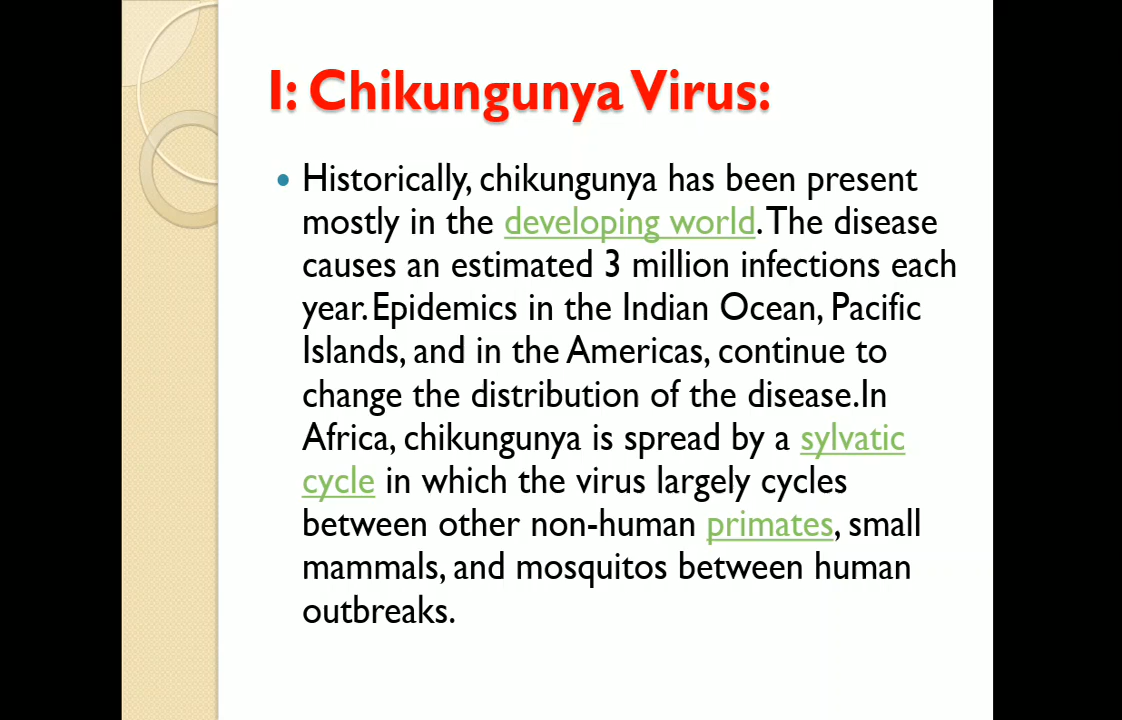 I: Chikungunya Virus:
Historically, chikungunya has been present
mostly in the developing world. The disease
causes an estimated 3 million infections each
year. Epidemics in the Indian Ocean, Pacific
Islands, and in the Americas, continue to
change the distribution of the disease.In
Africa, chikungunya is spread by a sylvatic
cycle in which the virus largely cycles
between other non-human primates, small
mammals, and mosquitos between human
outbreaks.